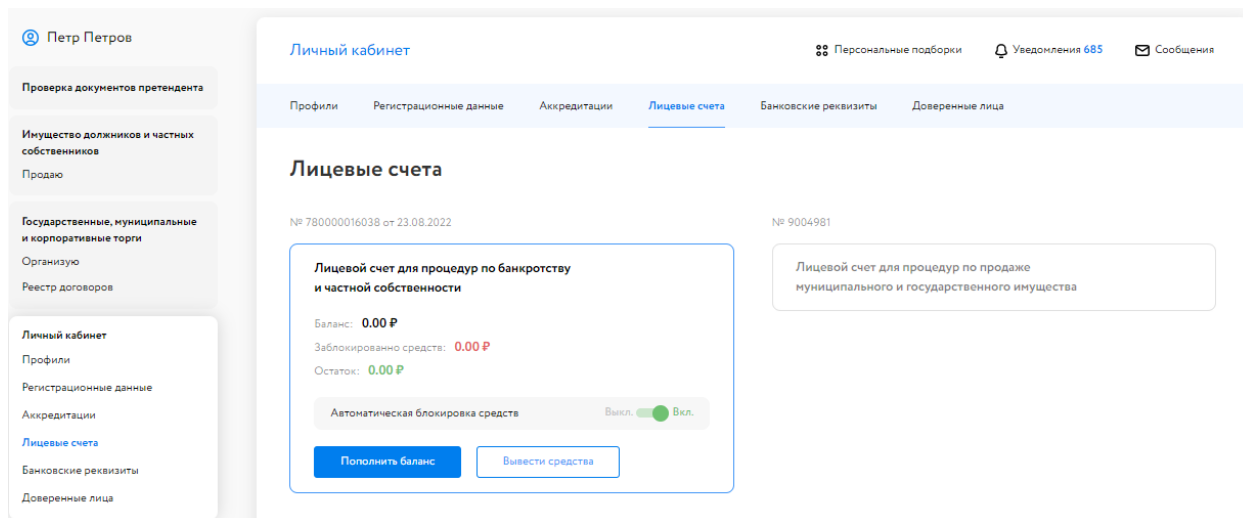 Петр Петров
Проверка документов претендента
Имущество должников и частных
собственников
Продаю
Государственные, муниципальные
и корпоративные торги
Организую
Реестр договоров
Личный кабинет
Профили
Регистрационные данные
Аккредитации
Лицевые счета
Банковские реквизиты
Доверенные лица
Личный кабинет
Персональные подборки
Уведомления 685
Сообщения
Профили Регистрационные данные Аккредитации Лицевые счета Банковские реквизиты Доверенные лица
Лицевые счета
№ 780000016038 от 23.08.2022
Лицевой счет для процедур по банкротству
и частной собственности
Баланс: 0.00 ₽
Заблокированно средств: 0.00 ₽
Остаток: 0.00 ₽
Автоматическая блокировка средств Выкл. Вкл.
Пополнить баланс Вывести средства
№ 9004981
Лицевой счет для процедур по продаже
муниципального и государственного имущества